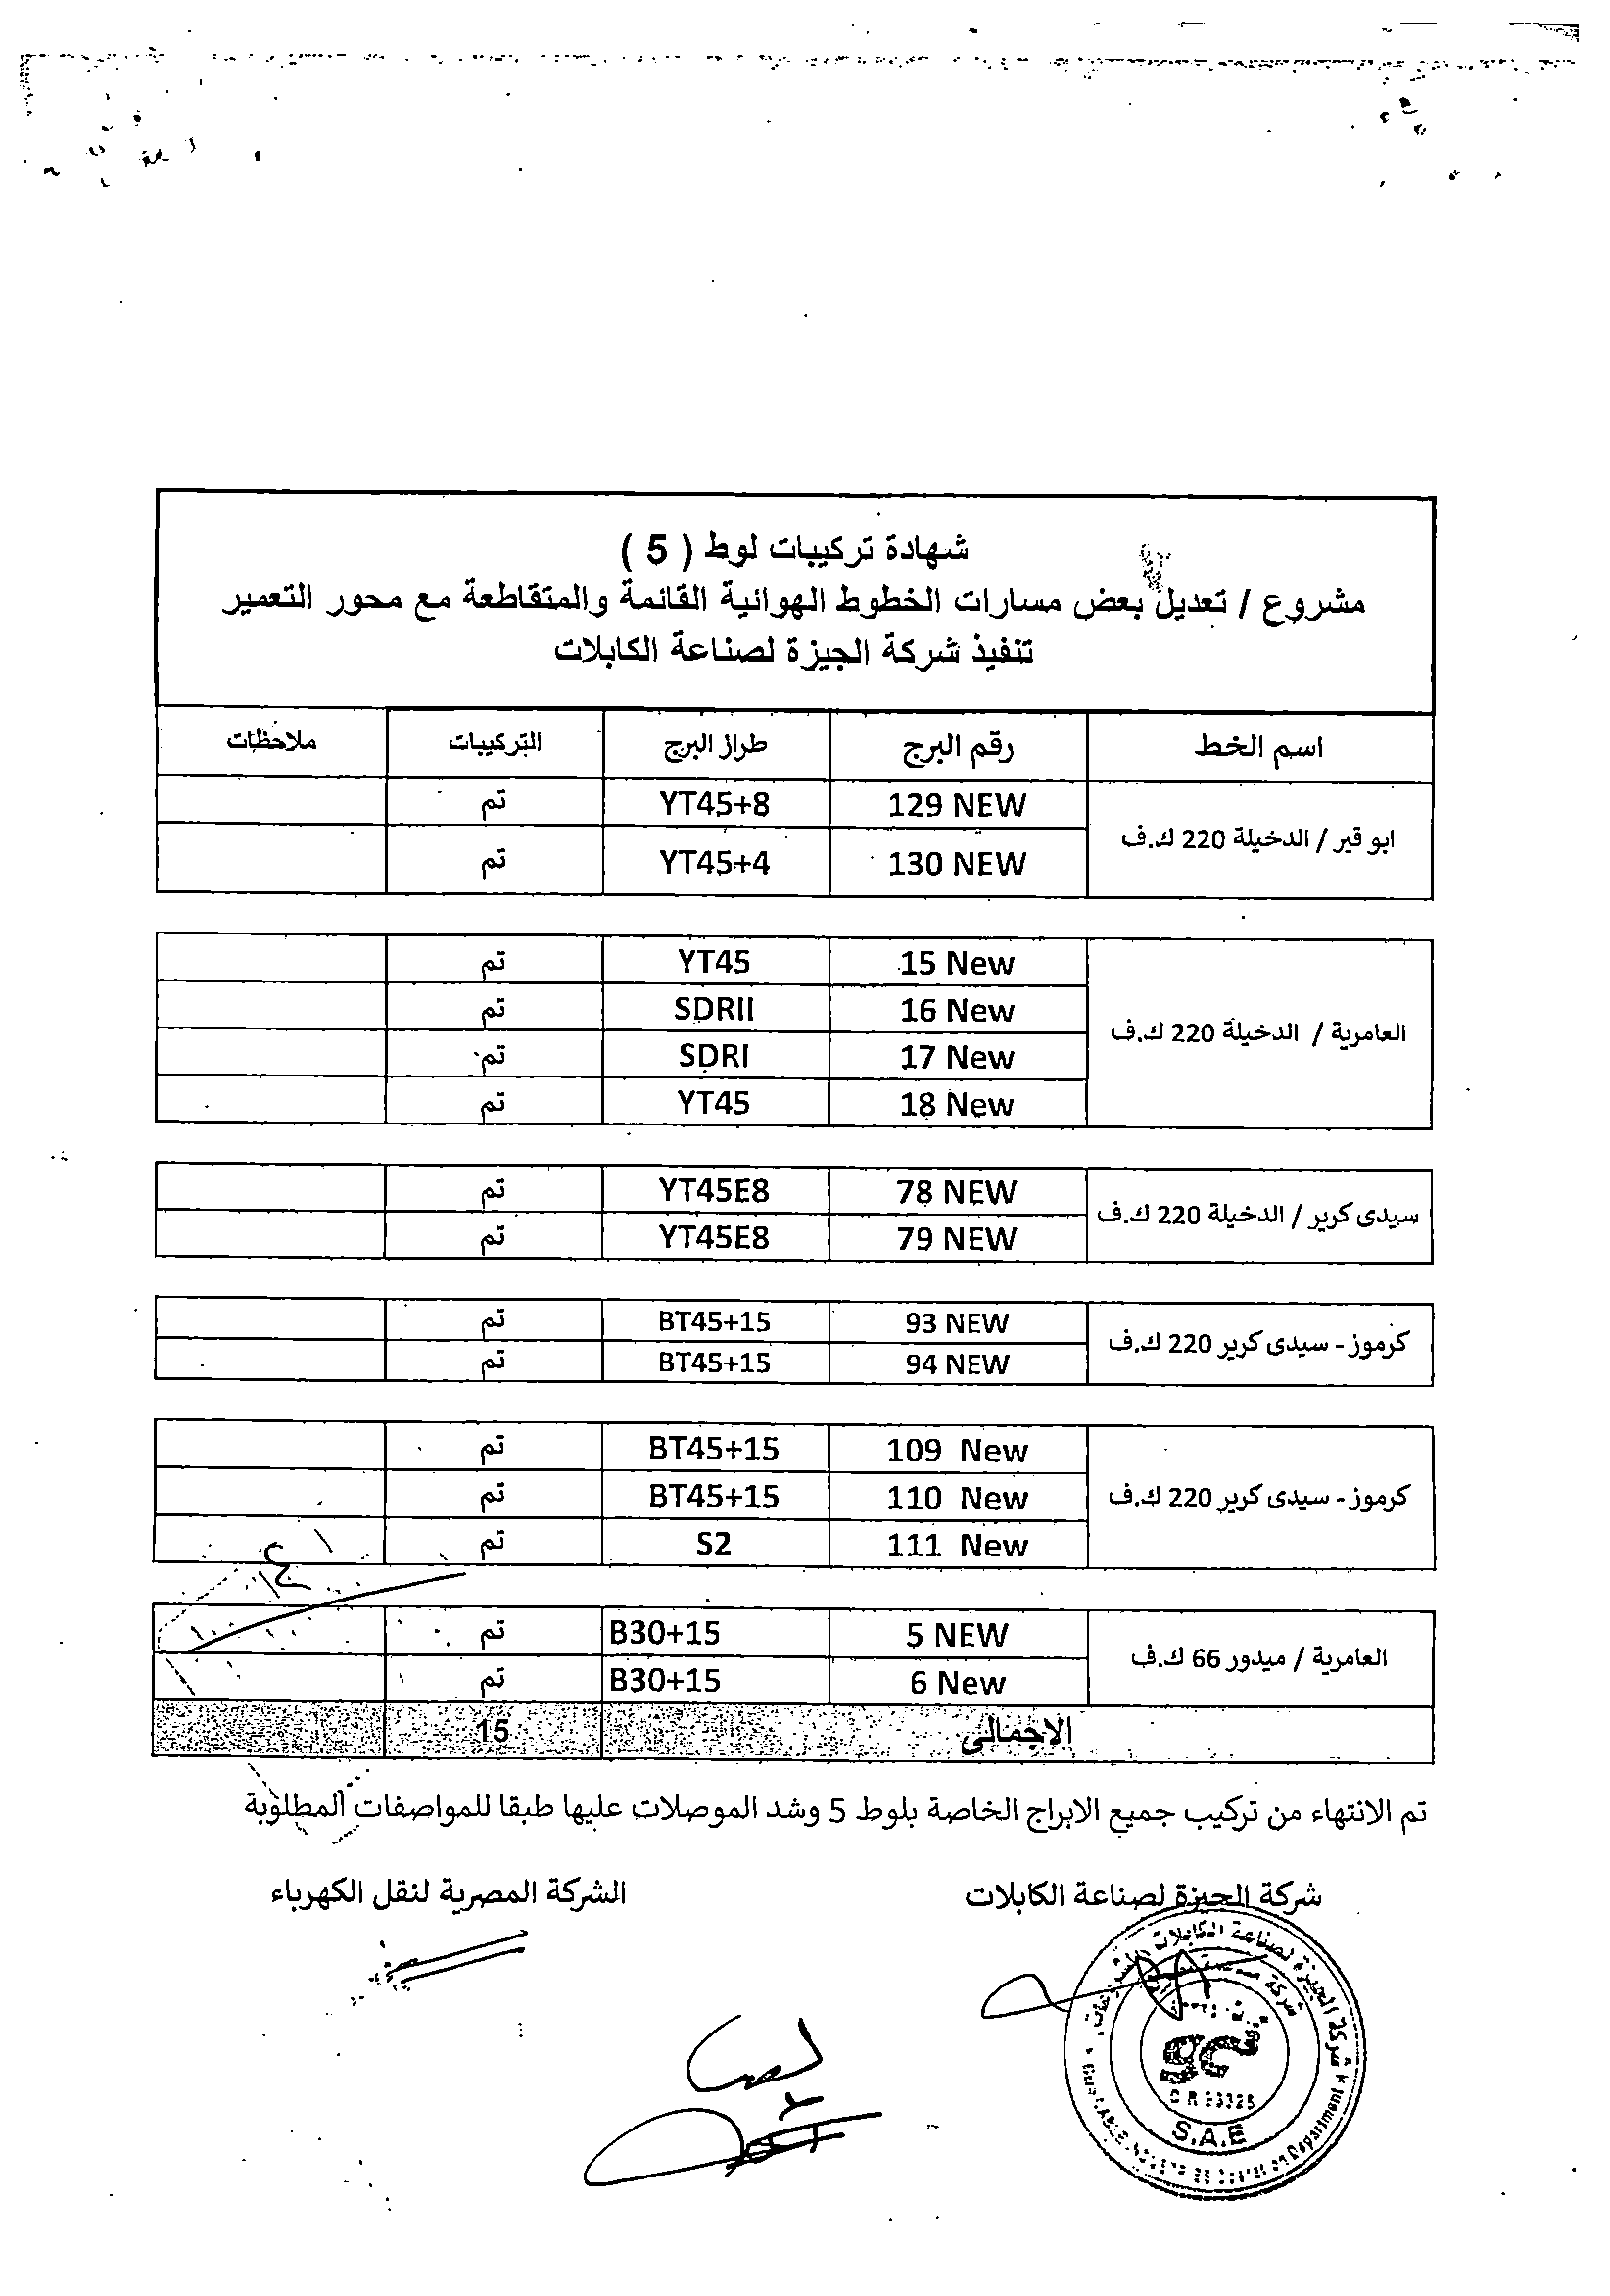 شهادة تركيبات لوط ( 5 )
مشروع / تعديل بعض مسارات الخطوط الهوائية القائمة والمتقاطعة مع محور التعمير
تنفيذ شركة الجيزة لصناعة الكابلات
اسم الخط رقم البرج طراز البرج التركيبات ملاحظات
ابو قير / الدخيلة 220 ك.ف
129 NEW YT45+8 تم
130 NEW YT45+4 تم
العامرية / الدخيلة 220 ك.ف
15 New YT45 تم
16 New SDRII تم
17 New SDRI تم
18 New YT45 تم
سيدى كرير / الدخيلة 220 ك.ف
78 NEW YT45E8 تم
79 NEW YT45E8 تم
كرموز - سيدى كرير 220 ك.ف
93 NEW BT45+15 تم
94 NEW BT45+15 تم
كرموز - سيدى كرير 220 ك.ف
109 New BT45+15 تم
110 New BT45+15 تم
111 New S2 تم
العامرية / ميدور 66 ك.ف
5 NEW B30+15 تم
6 New B30+15 تم
الاجمالى 15
تم الانتهاء من تركيب جميع الابراج الخاصة بلوط 5 وشد الموصلات عليها طبقا للمواصفات المطلوبة
شركة الجيزة لصناعة الكابلات
الشركة المصرية لنقل الكهرباء
شركة الجيزة لصناعة الكابلات
S.A.E
Department